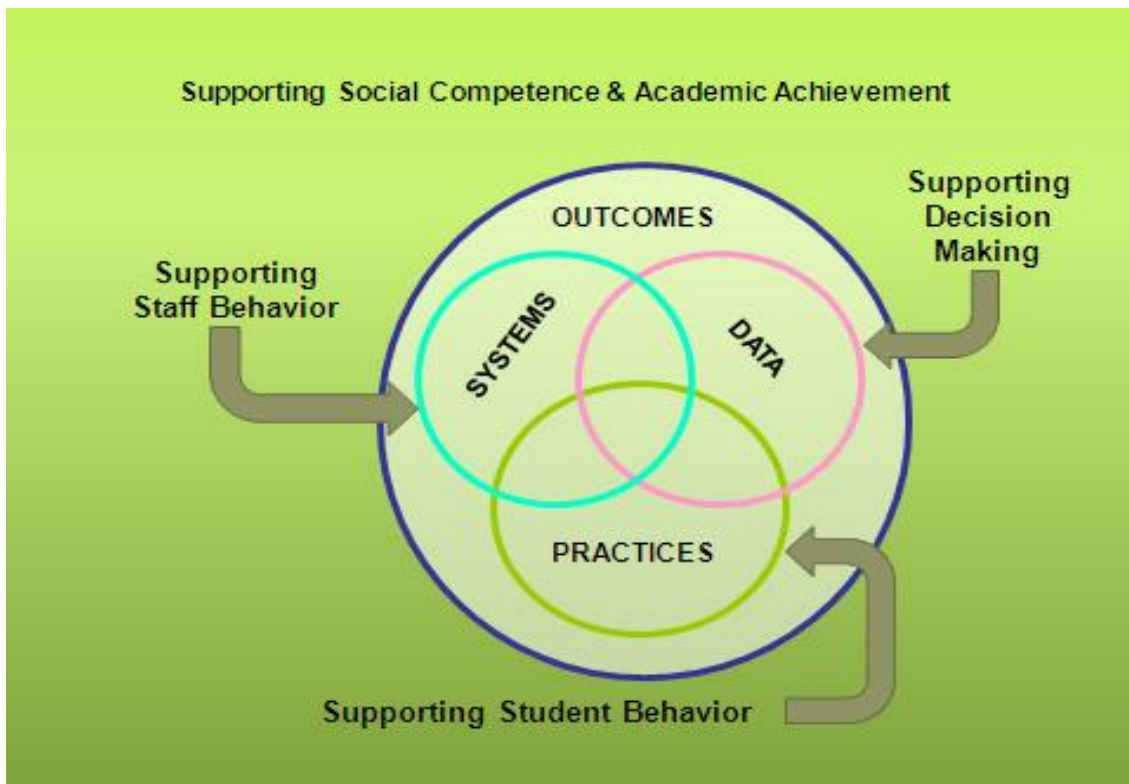 Supporting Social Competence & Academic Achievement
OUTCOMES
Supporting
Decision
Making
Supporting
Staff Behavior
SYSTEMS
DATA
PRACTICES
Supporting Student Behavior